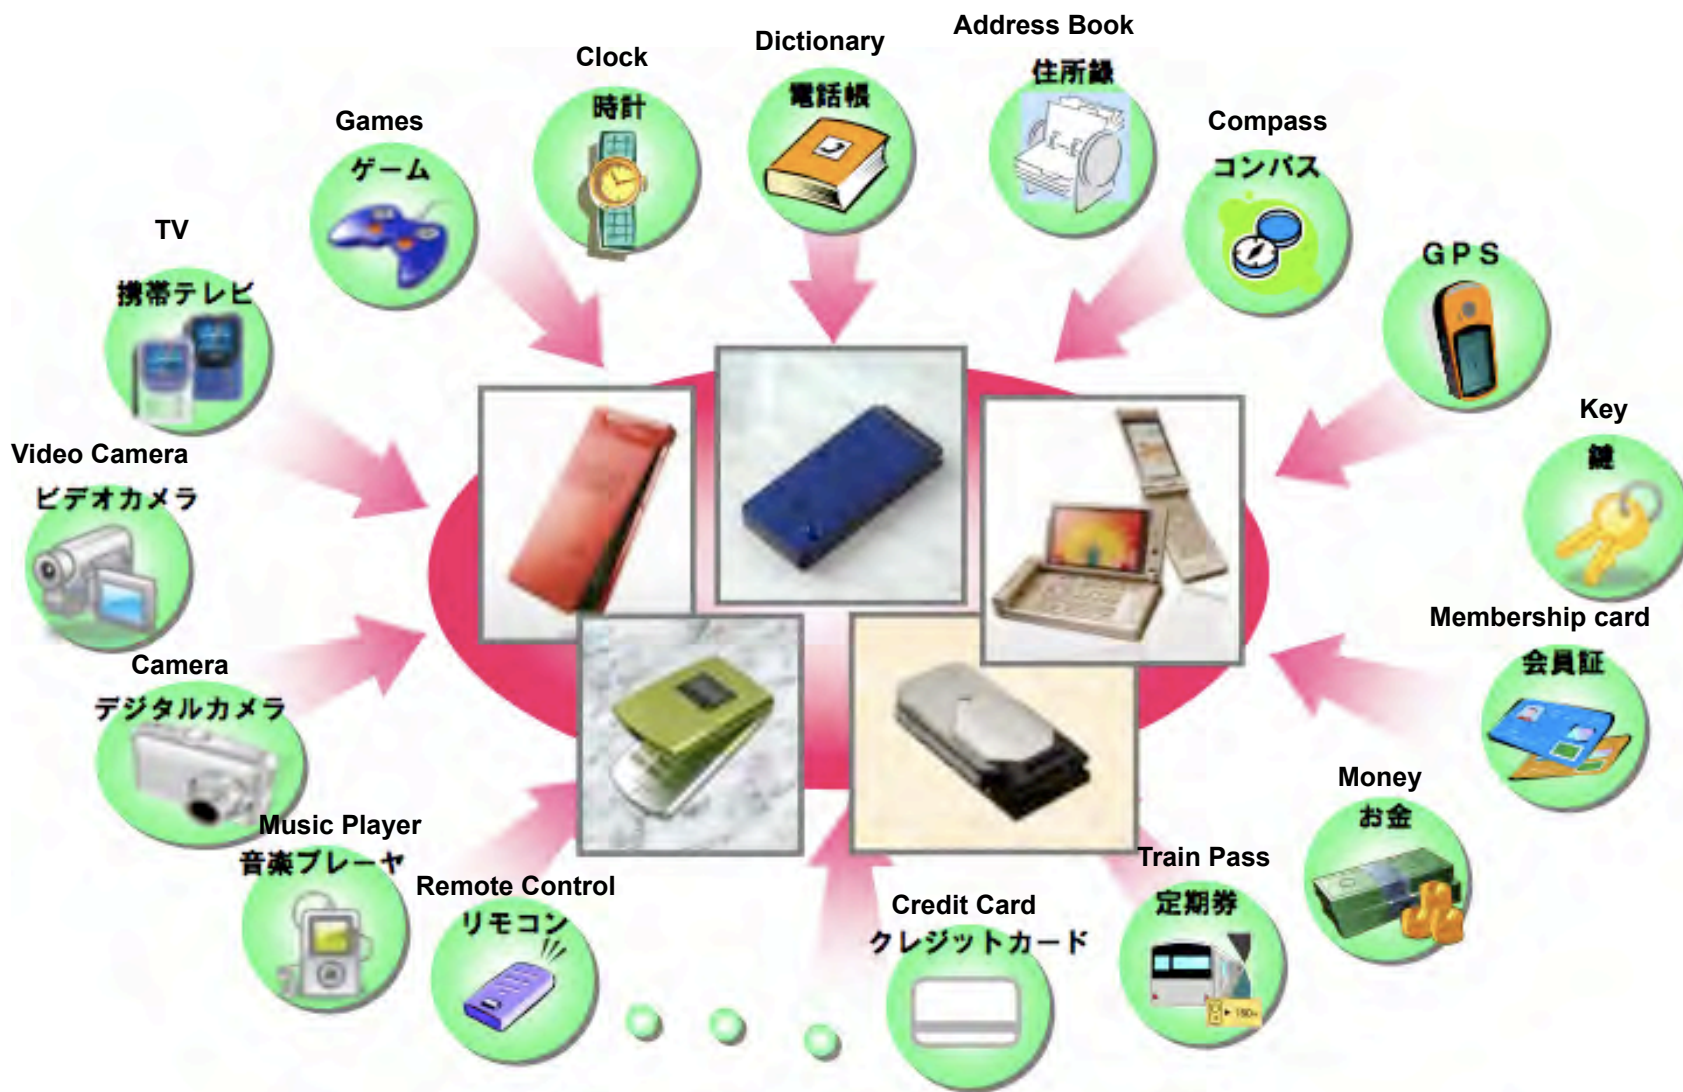 Address Book
住所録
Dictionary
電話帳
Clock
時計
Games
ゲーム
Compass
コンパス
TV
携帯テレビ
GPS
Key
鍵
Video Camera
ビデオカメラ
Membership card
会員証
Camera
デジタルカメラ
Money
お金
Music Player
音楽プレーヤ
Remote Control
リモコン
Train Pass
定期券
Credit Card
クレジットカード